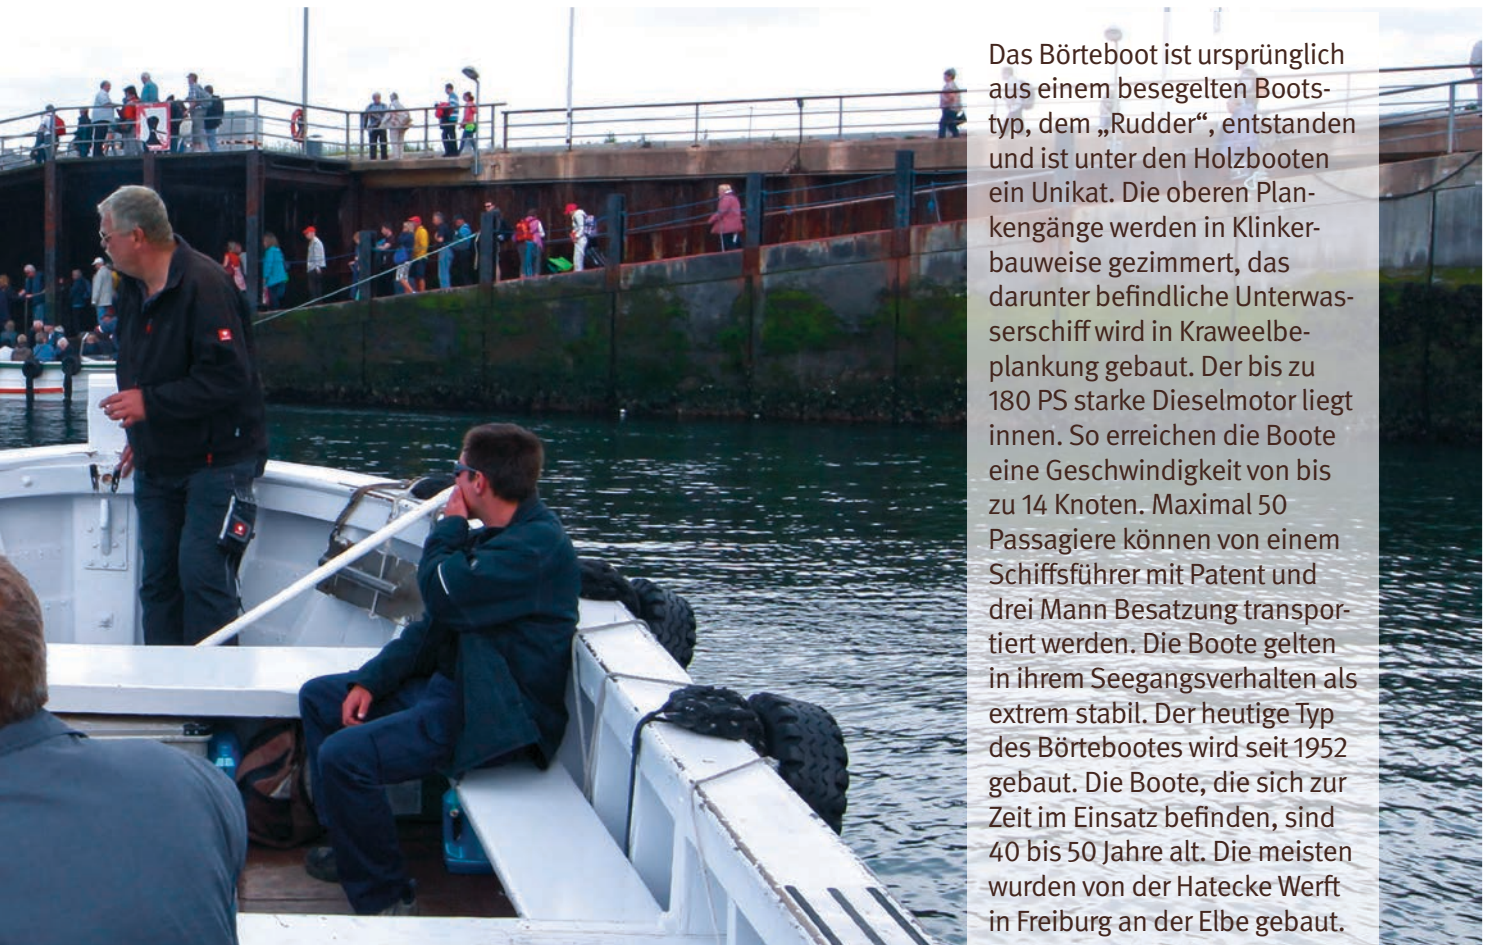 Das Börteboot ist ursprünglich
aus einem besegelten Boots-
typ, dem „Rudder“, entstanden
und ist unter den Holzbooten
ein Unikat. Die oberen Plan-
kengänge werden in Klinker-
bauweise gezimmert, das
darunter befindliche Unterwas-
serschiff wird in Kraweelbe-
plankung gebaut. Der bis zu
180 PS starke Dieselmotor liegt
innen. So erreichen die Boote
eine Geschwindigkeit von bis
zu 14 Knoten. Maximal 50
Passagiere können von einem
Schiffsführer mit Patent und
drei Mann Besatzung transpor-
tiert werden. Die Boote gelten
in ihrem Seegangsverhalten als
extrem stabil. Der heutige Typ
des Börtebootes wird seit 1952
gebaut. Die Boote, die sich zur
Zeit im Einsatz befinden, sind
40 bis 50 Jahre alt. Die meisten
wurden von der Hatecke Werft
in Freiburg an der Elbe gebaut.